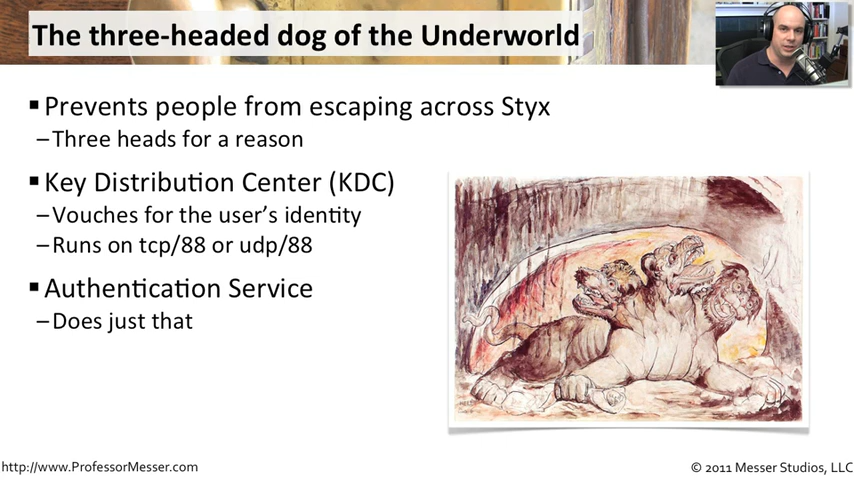 The three-headed dog of the Underworld
▪Prevents people from escaping across Styx
–Three heads for a reason
▪Key Distribution Center (KDC)
–Vouches for the user’s identity
–Runs on tcp/88 or udp/88
▪Authentication Service
–Does just that
http://www.ProfessorMesser.com
© 2011 Messer Studios, LLC